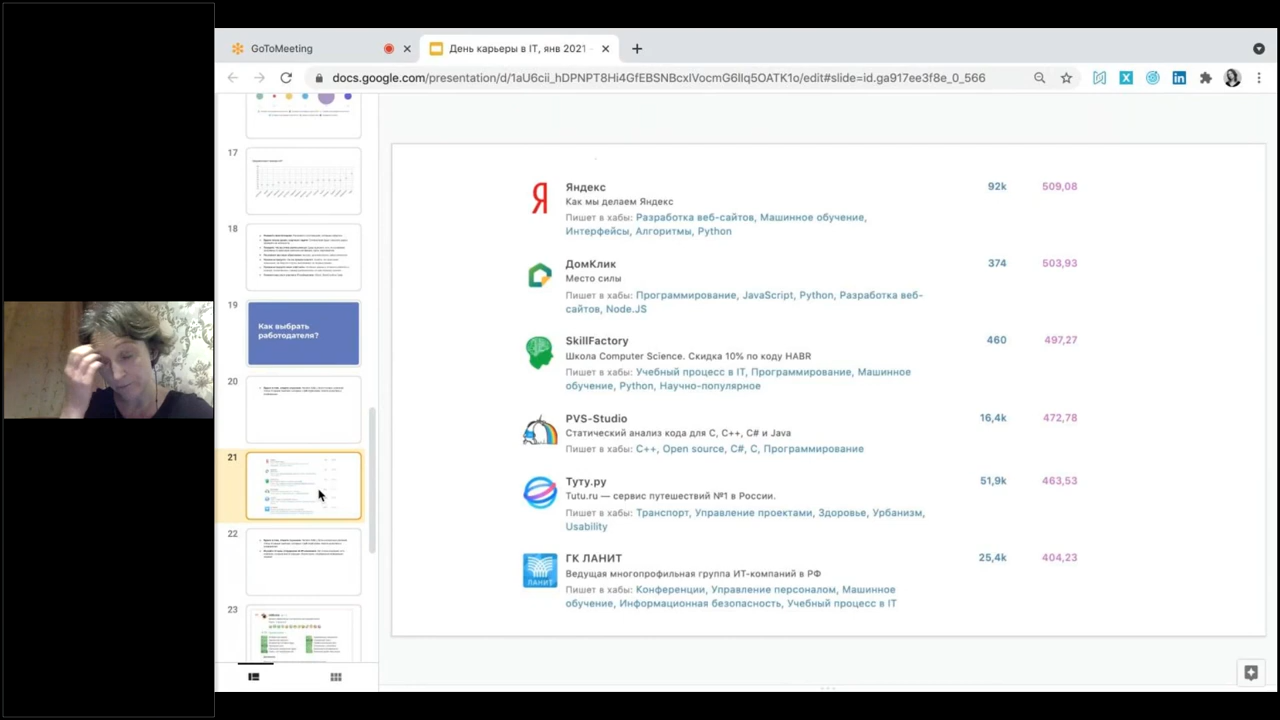 GoToMeeting
День карьеры в IT, янв 2021 -
docs.google.com/presentation/d/1aU6cii_hDPNPT8Hi4GfEBSNBcxIVocmG6Ilq5OATK1o/edit#slide=id.ga917ee3f8e_0_566
17
18
19
Как выбрать
работодателя?
20
21
22
23
Яндекс 92k 509,08
Как мы делаем Яндекс
Пишет в хабы: Разработка веб-сайтов, Машинное обучение,
Интерфейсы, Алгоритмы, Python
ДомКлик 374 503,93
Место силы
Пишет в хабы: Программирование, JavaScript, Python, Разработка веб-
сайтов, Node.JS
SkillFactory 460 497,27
Школа Computer Science. Скидка 10% по коду HABR
Пишет в хабы: Учебный процесс в IT, Программирование, Машинное
обучение, Python, Научно-популярное
PVS-Studio 16,4k 472,78
Статический анализ кода для C, C++, C# и Java
Пишет в хабы: C++, Open source, C#, C, Программирование
Туту.ру 51,9k 463,53
Tutu.ru — сервис путешествий №1 в России.
Пишет в хабы: Транспорт, Управление проектами, Здоровье, Урбанизм,
Usability
ЛАНИТ
ГК ЛАНИТ 25,4k 404,23
Ведущая многопрофильная группа ИТ-компаний в РФ
Пишет в хабы: Конференции, Управление персоналом, Машинное
обучение, Информационная безопасность, Учебный процесс в IT